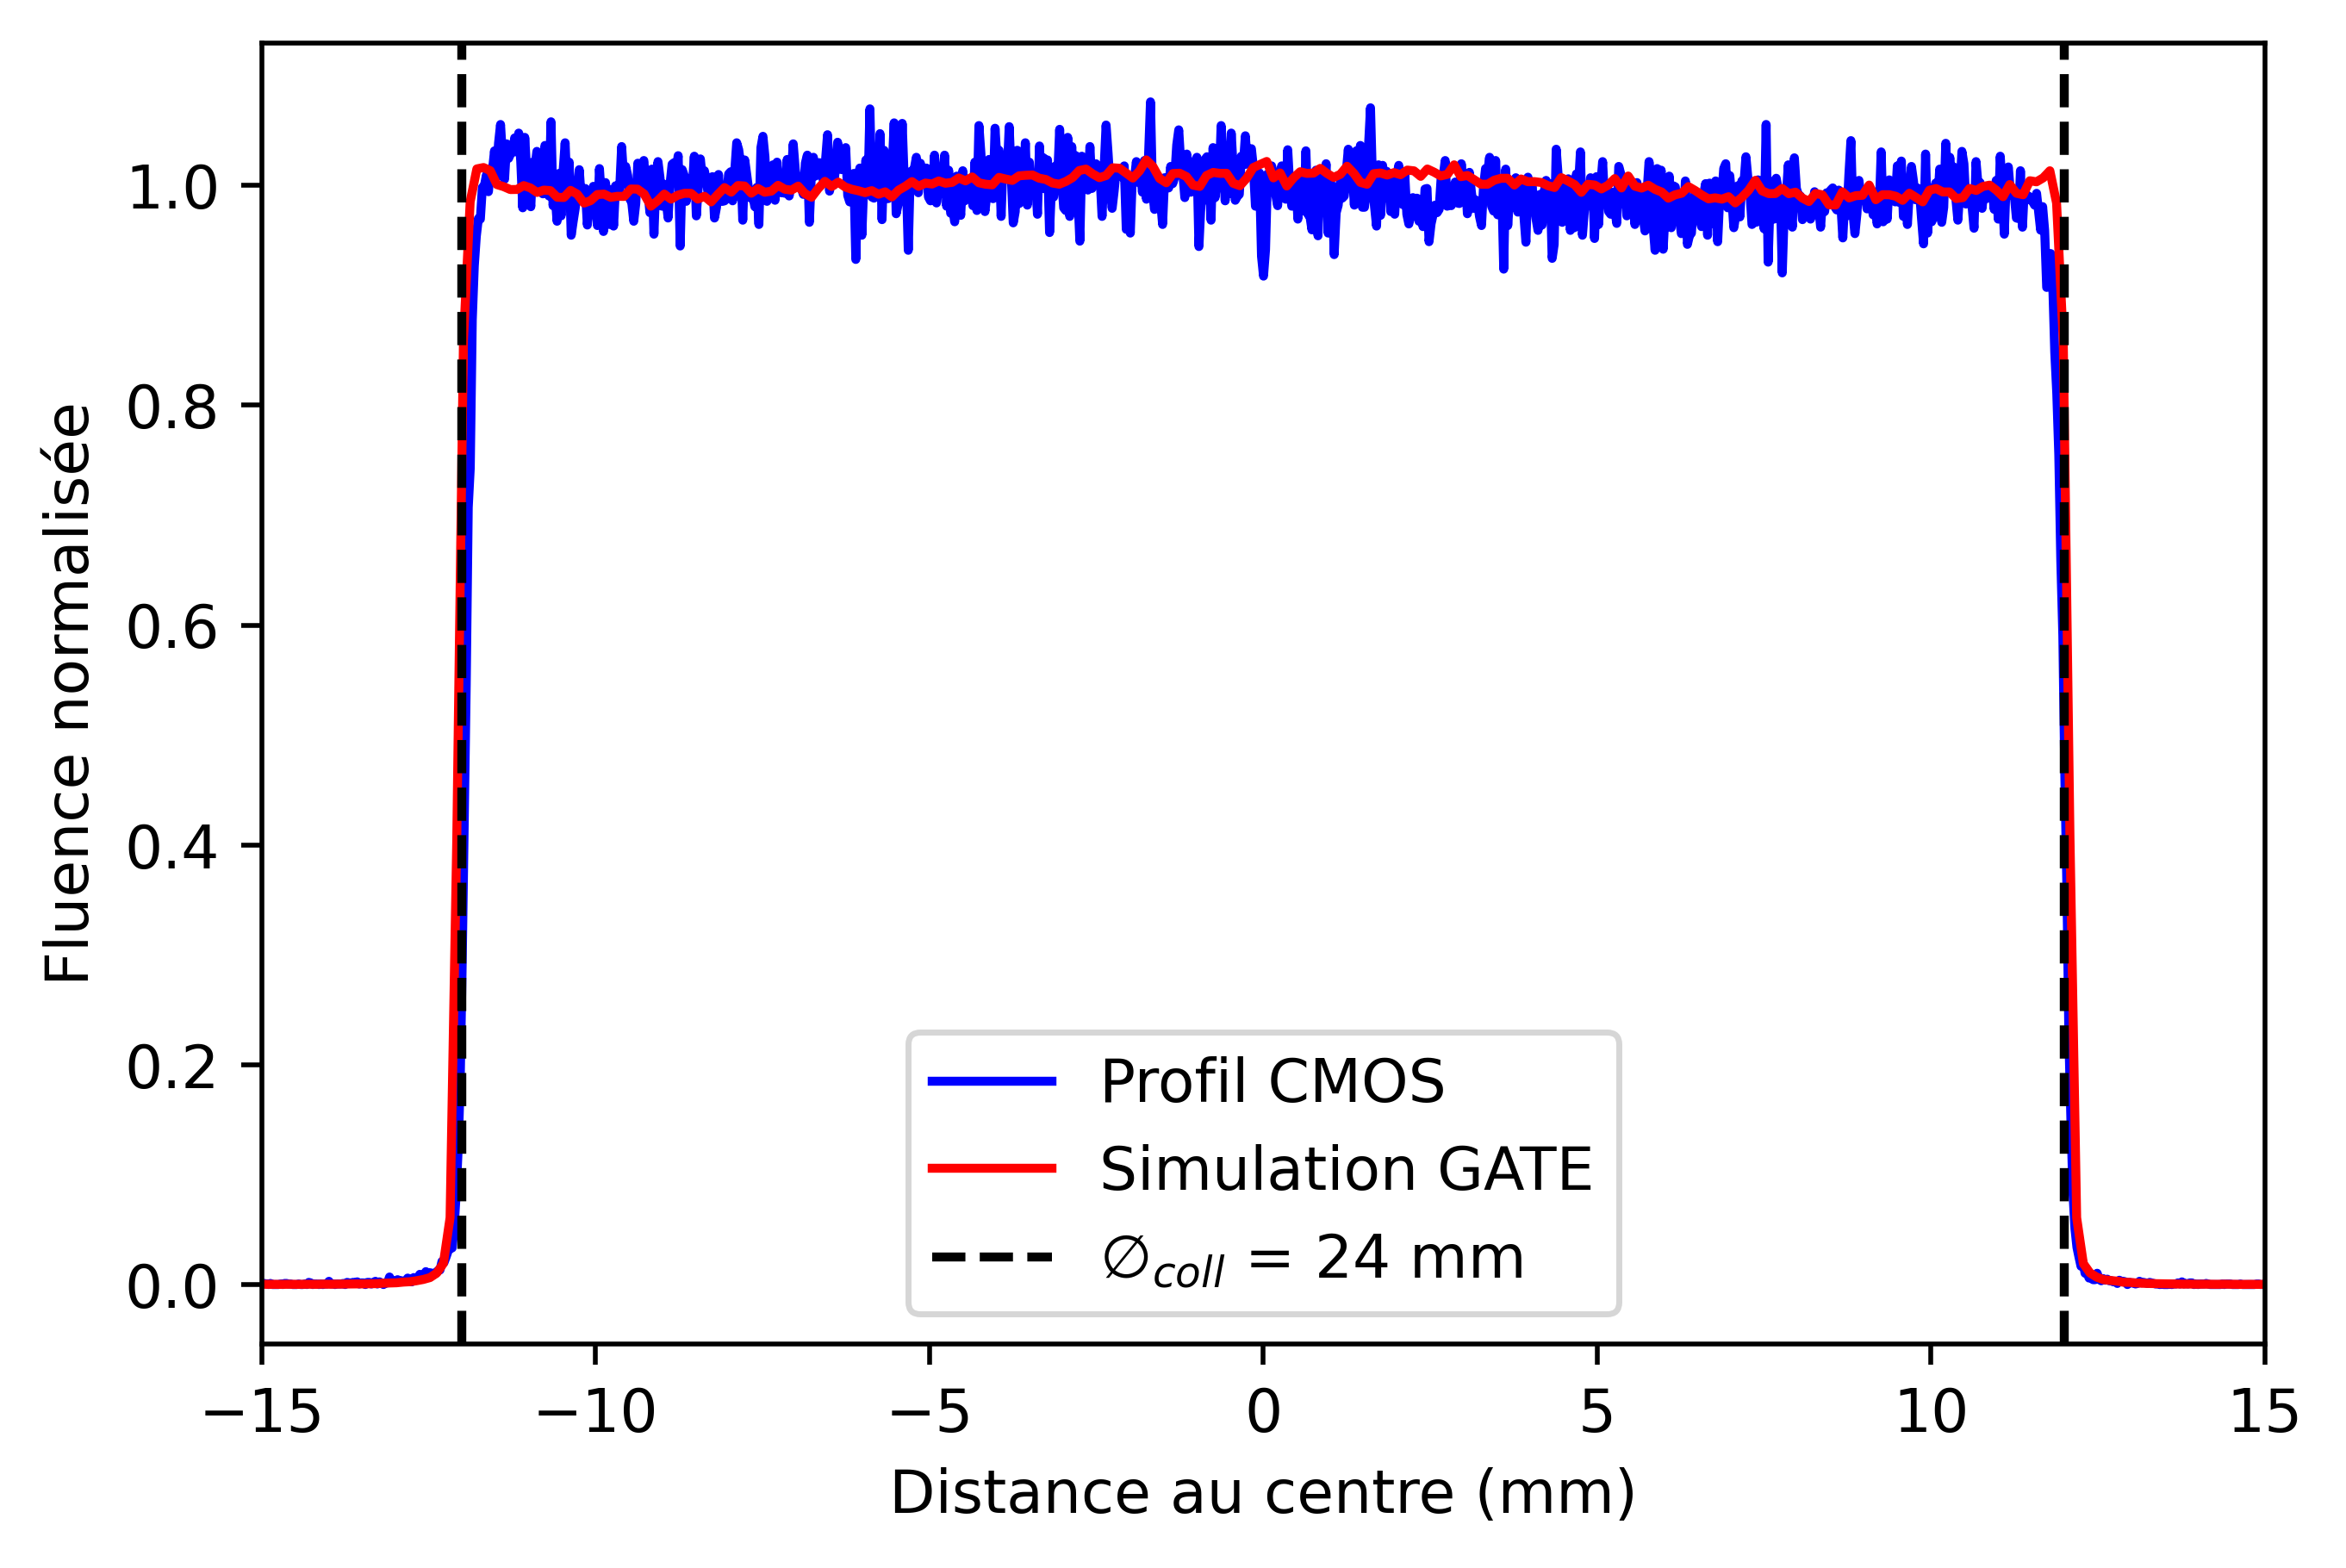 Fluence normalisée
1.0
0.8
0.6
0.4
0.2
0.0
Profil CMOS
Simulation GATE
∅coll = 24 mm
−15 −10 −5 0 5 10 15
Distance au centre (mm)